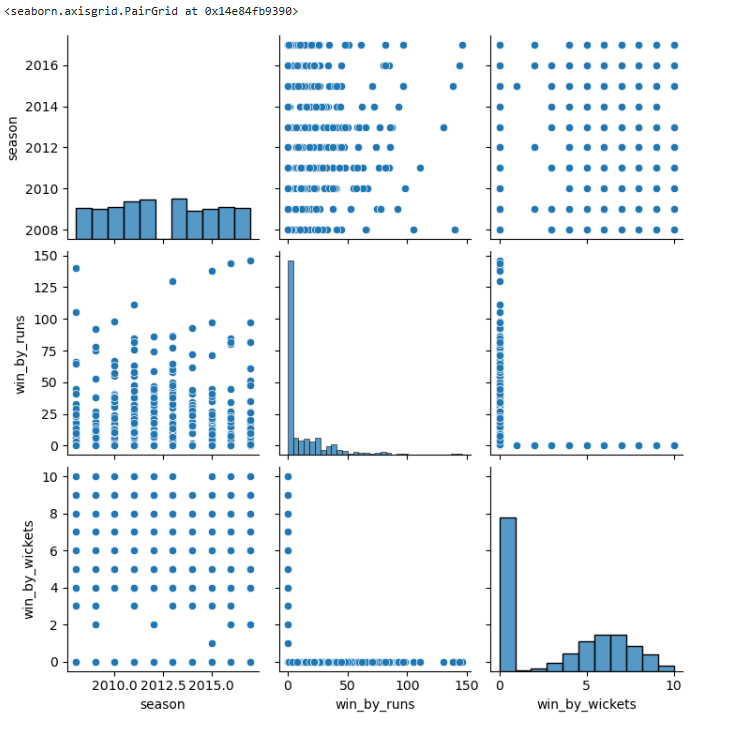 <seaborn.axisgrid.PairGrid at 0x14e84fb9390>
season
2016
2014
2012
2010
2008
win_by_runs
150
125
100
75
50
25
0
win_by_wickets
10
8
6
4
2
0
2010.0 2012.5 2015.0
season
0 50 100 150
win_by_runs
0 5 10
win_by_wickets